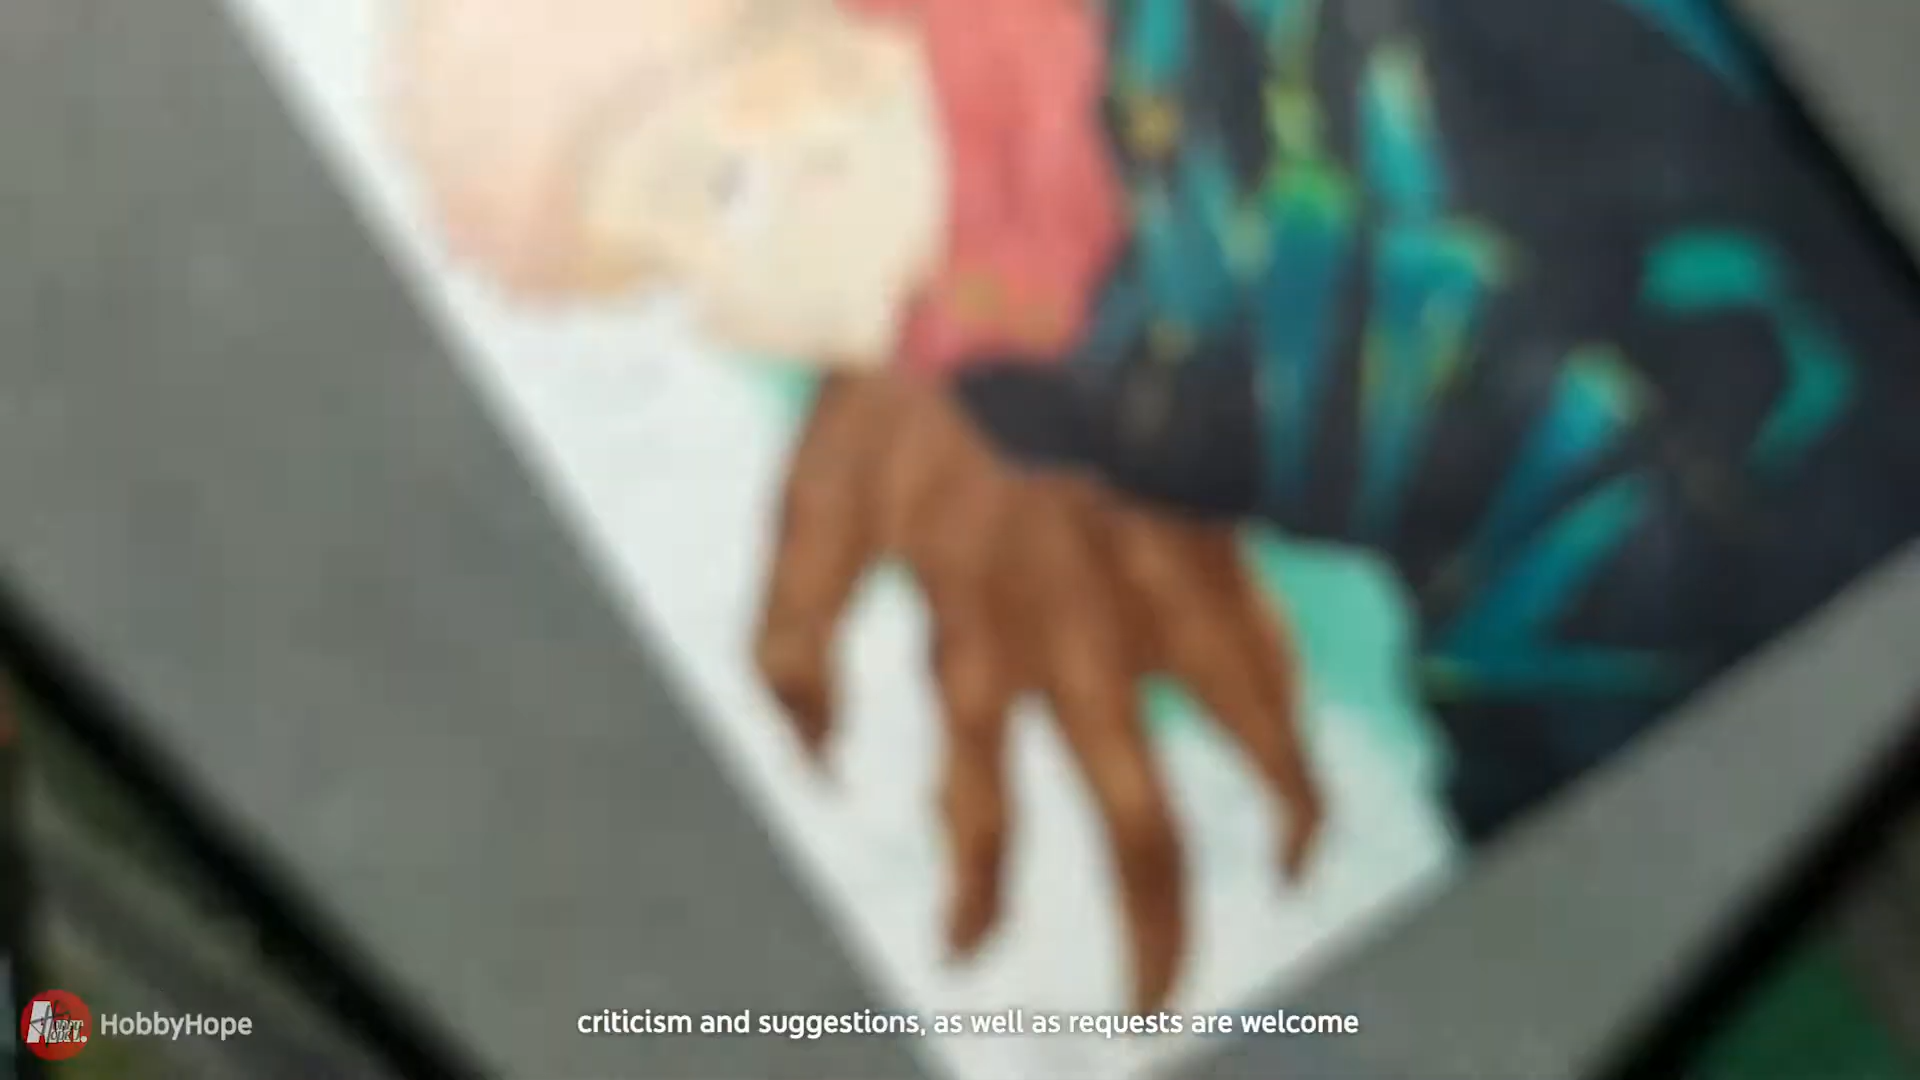 HobbyHope
criticism and suggestions, as well as requests are welcome